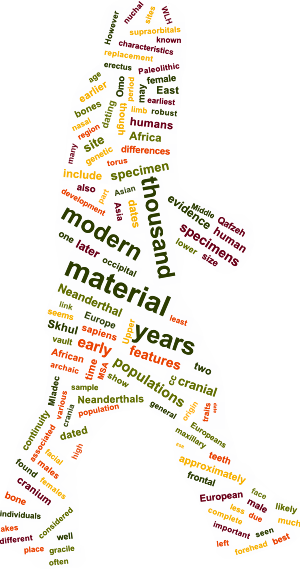 However
nuchal
sites
WLH
supraorbitals
known
characteristics
replacement
erectus
Paleolithic
age
Omo
period
may
female
earlier
East
bones
dating
though
limb
robust
E
earliest
nasal
region
humans
site
Africa
many
genetic
differences
torus
include
specimen
also
part
Asian
thousand
development
Asia
dates
evidence
Middle
Qafzeh
modern
specimens
human
one
later
occipital
lower
size
material
Neanderthal
link
seems
Europe
Upper
years
least
Skhul
sapiens
vault
early
features
African
time
MSA
populations
two
archaic
show
go
cranial
Mladec
sample
various
crania
Neanderthals
general
origin
traits
continuity
associated
population
Europeans
dated
high
maxillary
facial
males
approximately
teeth
found
cranium
females
frontal
bone
European
male
face
likely
individuals
considered
less
due
much
complete
different
well
important
seen
place
gracile
left
forehead
best
often